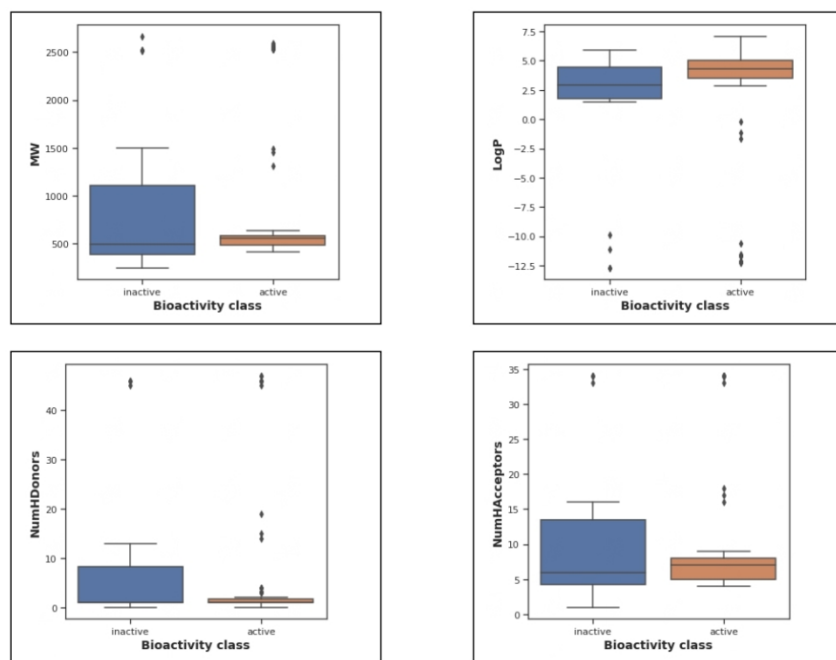 MW
2500
2000
1500
1000
500
inactive active
Bioactivity class
LogP
7.5
5.0
2.5
0.0
−2.5
−5.0
−7.5
−10.0
−12.5
inactive active
Bioactivity class
NumHDonors
40
30
20
10
0
inactive active
Bioactivity class
NumHAcceptors
35
30
25
20
15
10
5
0
inactive active
Bioactivity class